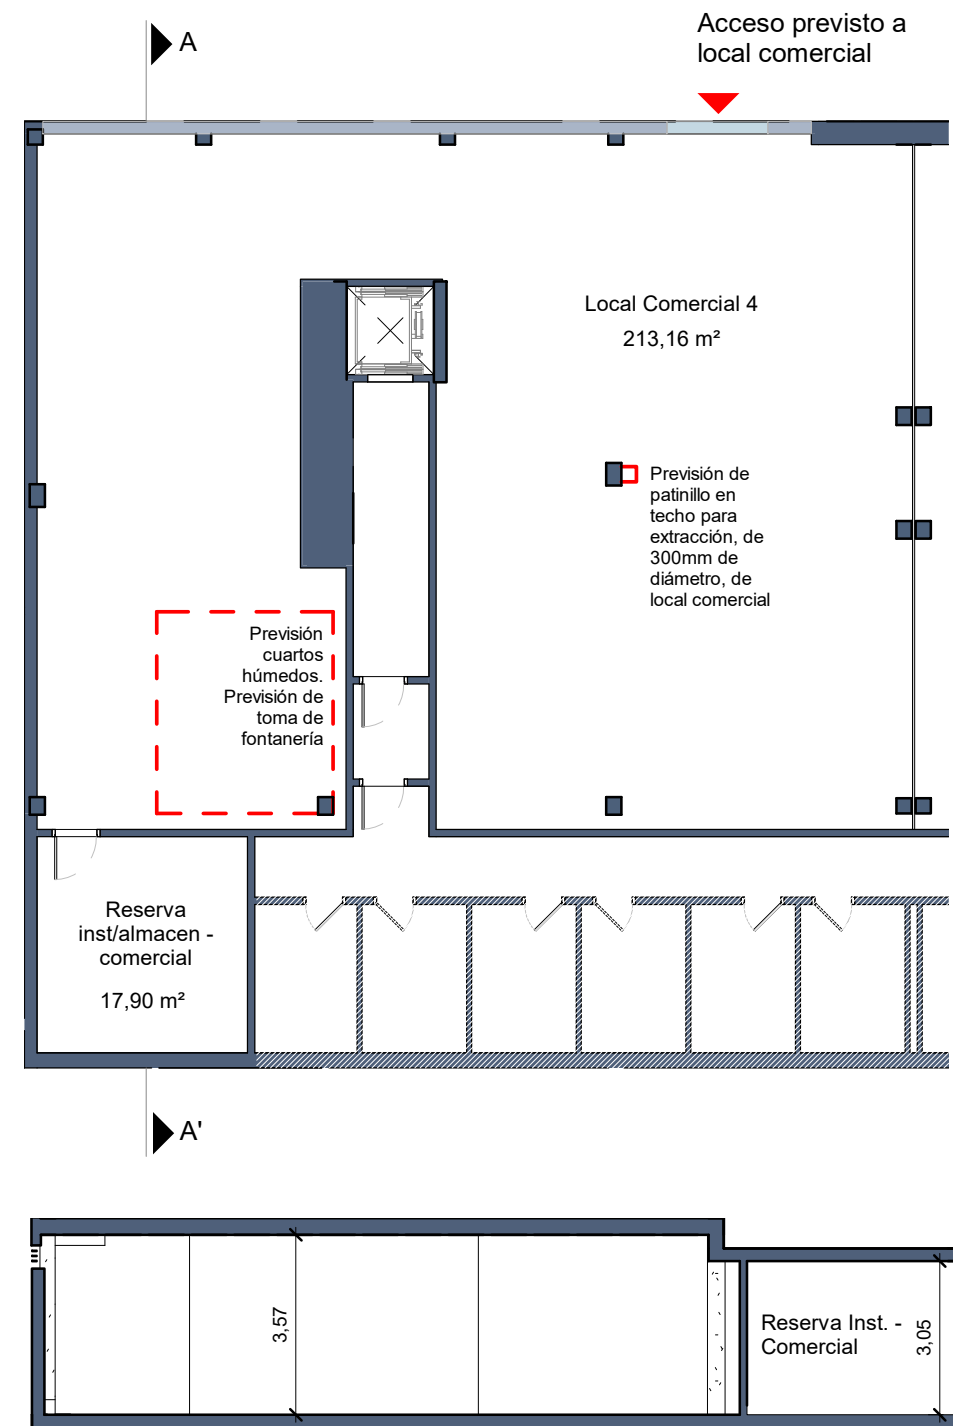 Acceso previsto a
local comercial
A
Local Comercial 4
213,16 m²
Previsión de
patinillo en
techo para
extracción, de
300mm de
diámetro, de
local comercial
Previsión
cuartos
húmedos.
Previsión de
toma de
fontanería
Reserva
inst/almacen -
comercial
17,90 m²
A'
3,57
Reserva Inst. -
Comercial
3,05